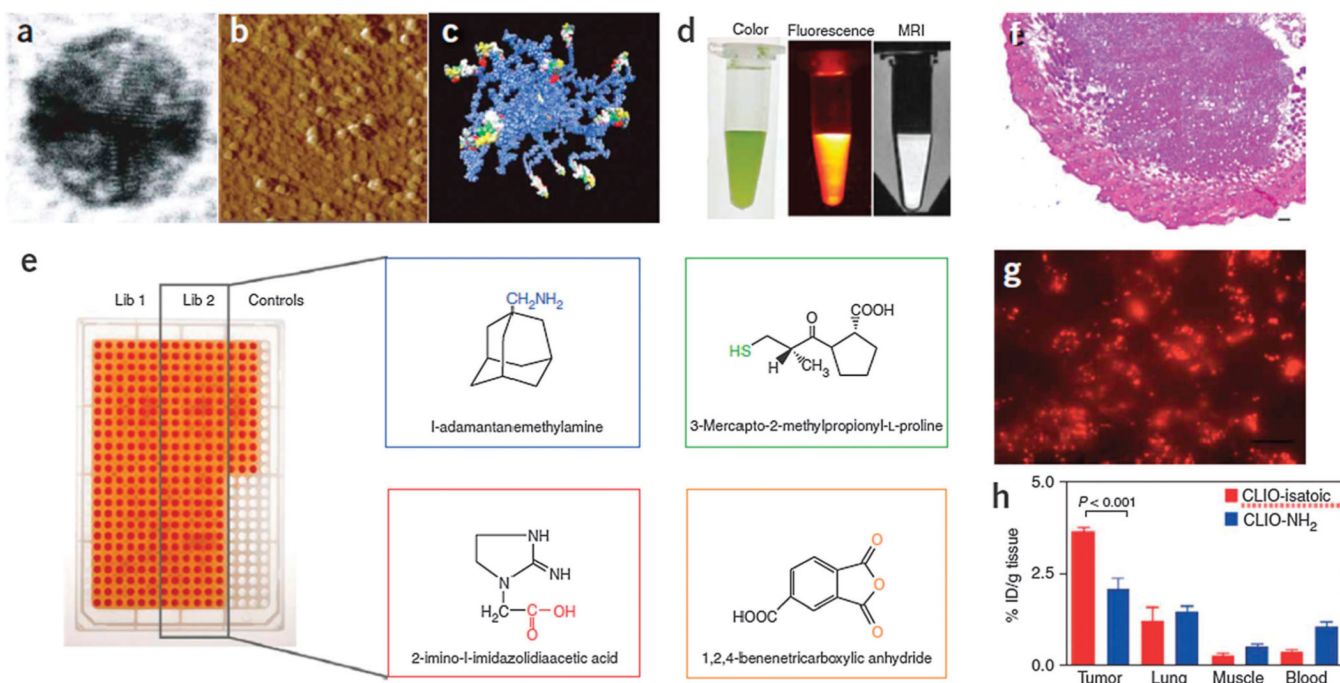 a
b
c
d
Color
Fluorescence
MRI
f
e
Lib 1
Lib 2
Controls
CH2NH2
l-adamantanemethylamine
O
COOH
HS
H
CH3
3-Mercapto-2-methylpropionyl-L-proline
NH
N
NH
H2C
C
OH
O
2-imino-l-imidazolidiaacetic acid
O
O
HOOC
O
1,2,4-benenetricarboxylic anhydride
g
h
5.0
P < 0.001
CLIO-isatoic
CLIO-NH2
2.5
% ID/g tissue
0.0
Tumor
Lung
Muscle
Blood